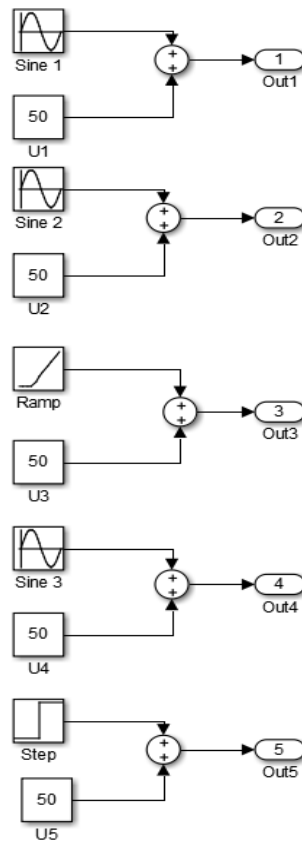 Sine 1
+
+
1
Out1
50
U1
Sine 2
+
+
2
Out2
50
U2
Ramp
+
+
3
Out3
50
U3
Sine 3
+
+
4
Out4
50
U4
Step
+
+
5
Out5
50
U5